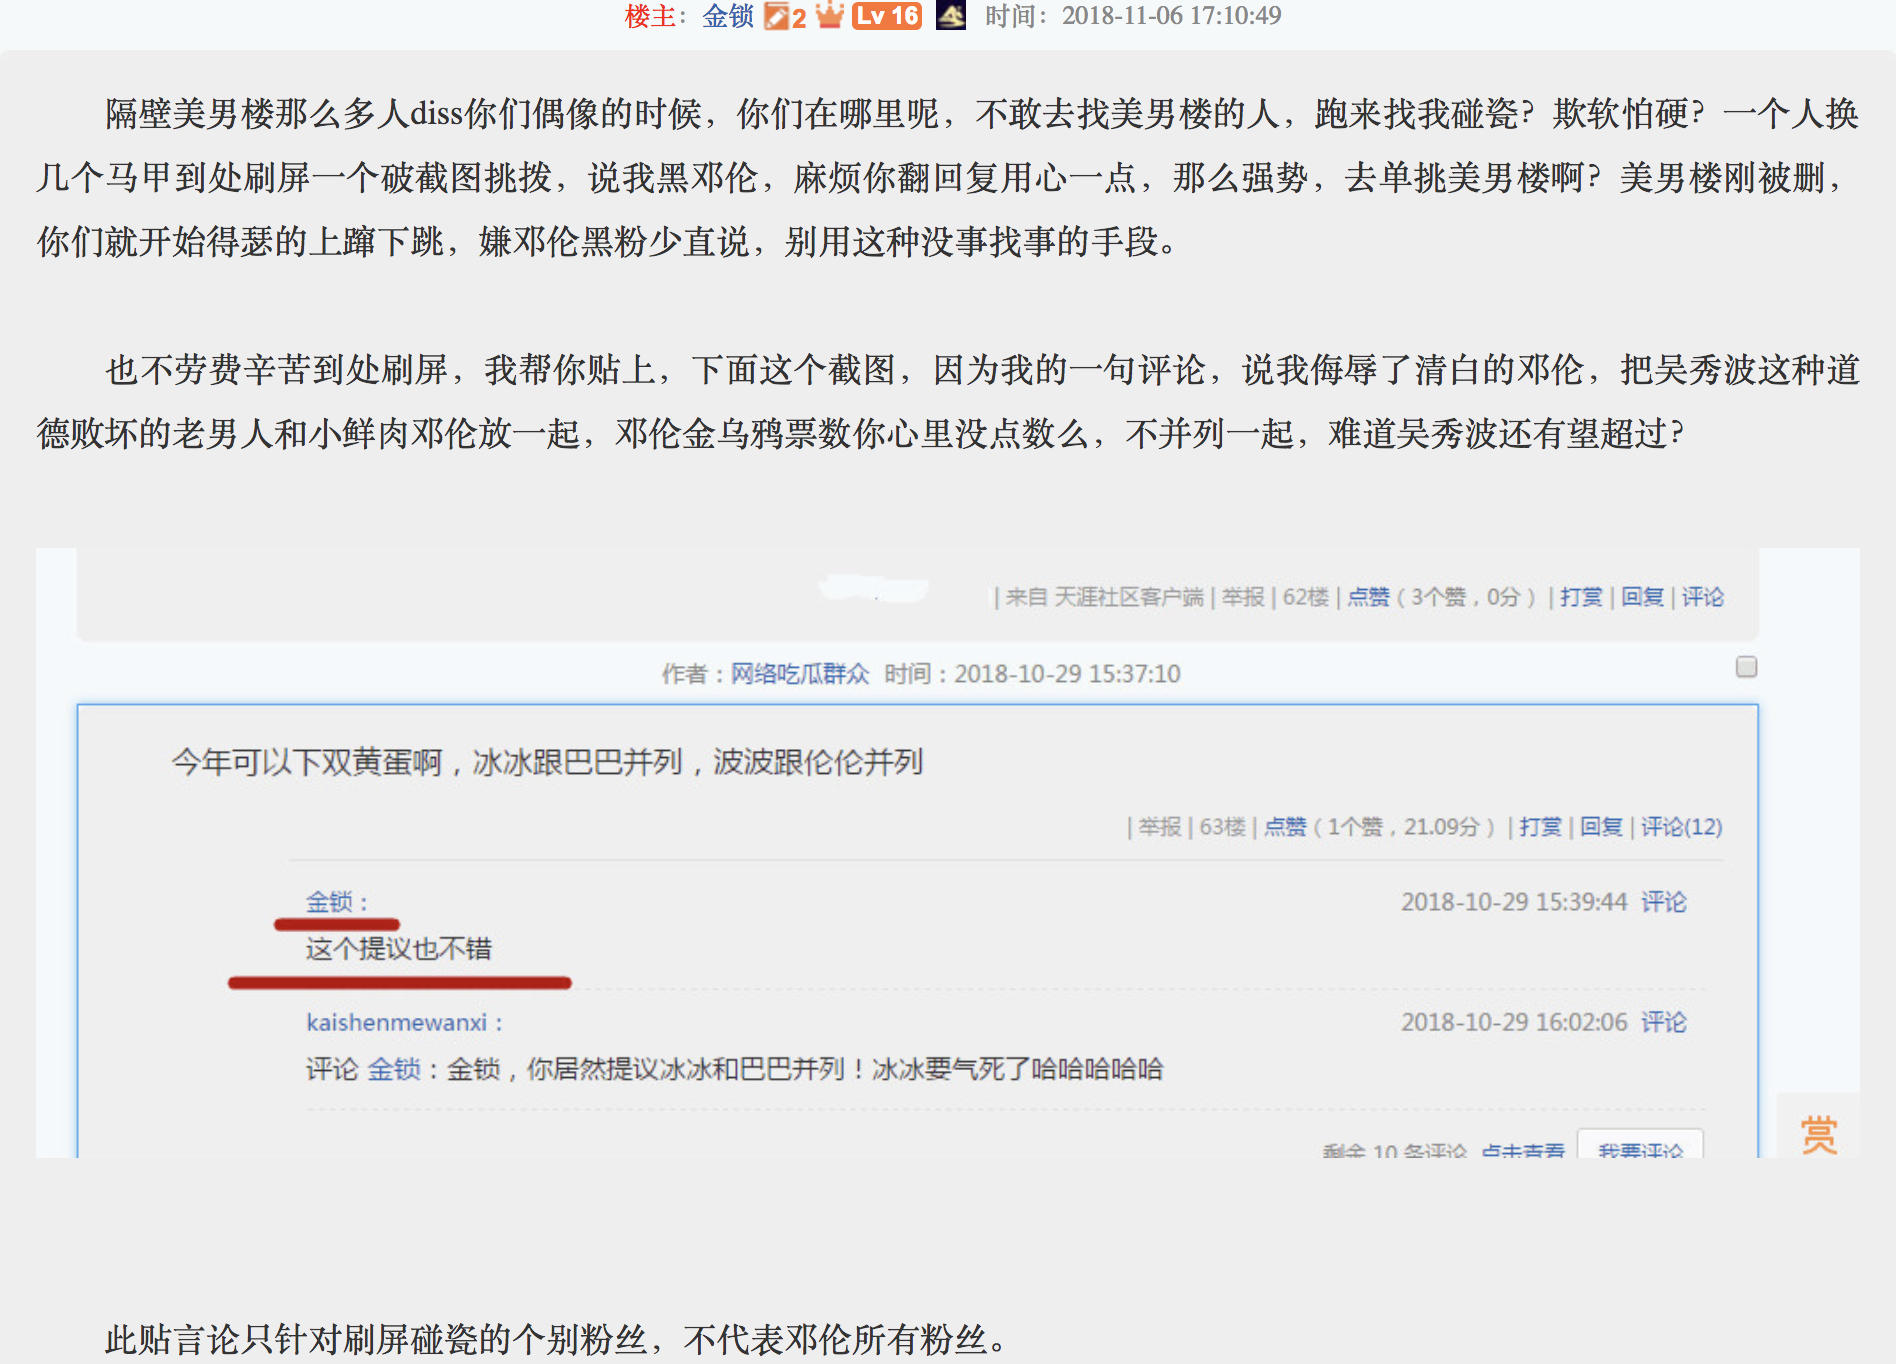 楼主：金锁 2 Lv 16 时间：2018-11-06 17:10:49
隔壁美男楼那么多人diss你们偶像的时候，你们在哪里呢，不敢去找美男楼的人，跑来找我碰瓷？欺软怕硬？一个人换
几个马甲到处刷屏一个破截图挑拨，说我黑邓伦，麻烦你翻回复用心一点，那么强势，去单挑美男楼啊？美男楼刚被删，
你们就开始得瑟的上蹿下跳，嫌邓伦黑粉少直说，别用这种没事找事的手段。
也不劳费辛苦到处刷屏，我帮你贴上，下面这个截图，因为我的一句评论，说我侮辱了清白的邓伦，把吴秀波这种道
德败坏的老男人和小鲜肉邓伦放一起，邓伦金乌鸦票数你心里没点数么，不并列一起，难道吴秀波还有望超过？
| 来自 天涯社区客户端 | 举报 | 62楼 | 点赞（3个赞，0分）| 打赏 | 回复 | 评论
作者：网络吃瓜群众 时间：2018-10-29 15:37:10
今年可以下双黄蛋啊，冰冰跟巴巴并列，波波跟伦伦并列
| 举报 | 63楼 | 点赞（1个赞，21.09分）| 打赏 | 回复 | 评论(12)
金锁： 2018-10-29 15:39:44 评论
这个提议也不错
kaishenmewanxi： 2018-10-29 16:02:06 评论
评论 金锁：金锁，你居然提议冰冰和巴巴并列！冰冰要气死了哈哈哈哈哈
剩余 10 条评论 点击查看 我要评论
赏
此贴言论只针对刷屏碰瓷的个别粉丝，不代表邓伦所有粉丝。